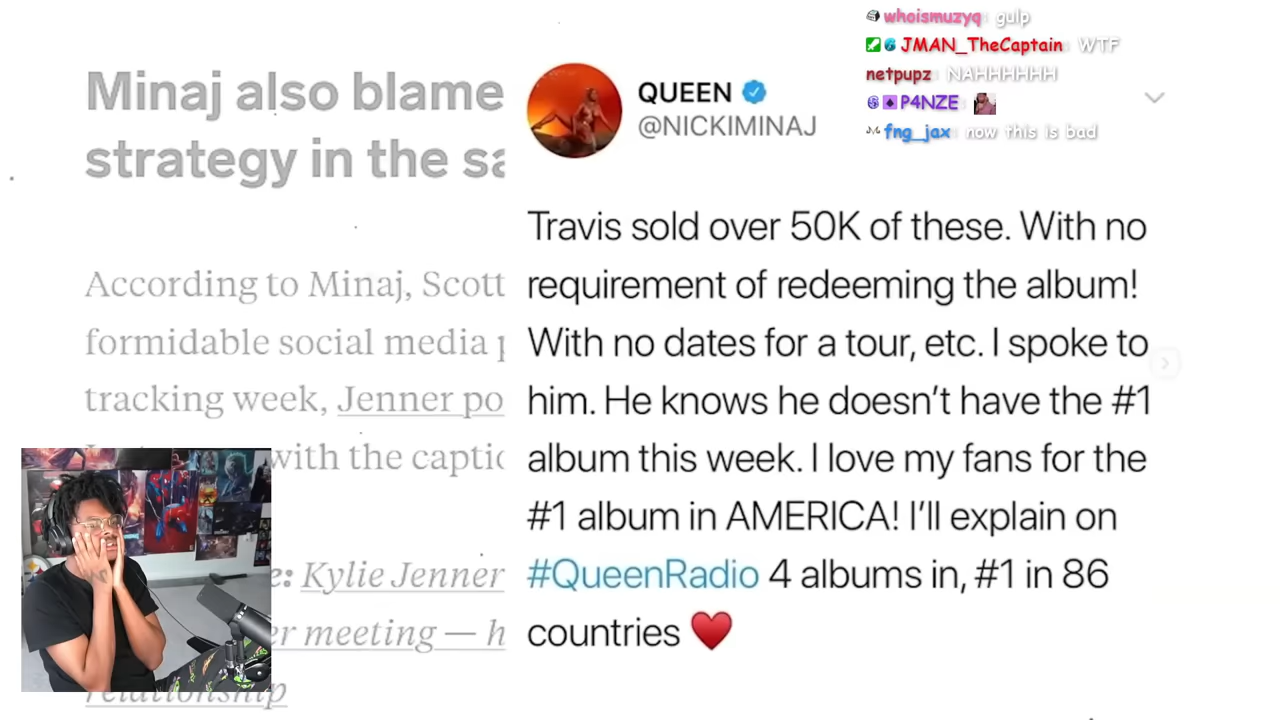 whoismuzyq: gulp
JMAN_TheCaptain: WTF
netpupz: NAHHHHHH
P4NZE:
fng_jax: now this is bad
Minaj also blame
strategy in the sa
According to Minaj, Scott
formidable social media p
tracking week, Jenner po
with the captio
e: Kylie Jenner
er meeting — h
relationship
QUEEN
@NICKIMINAJ
Travis sold over 50K of these. With no
requirement of redeeming the album!
With no dates for a tour, etc. I spoke to
him. He knows he doesn’t have the #1
album this week. I love my fans for the
#1 album in AMERICA! I’ll explain on
#QueenRadio 4 albums in, #1 in 86
countries ❤️